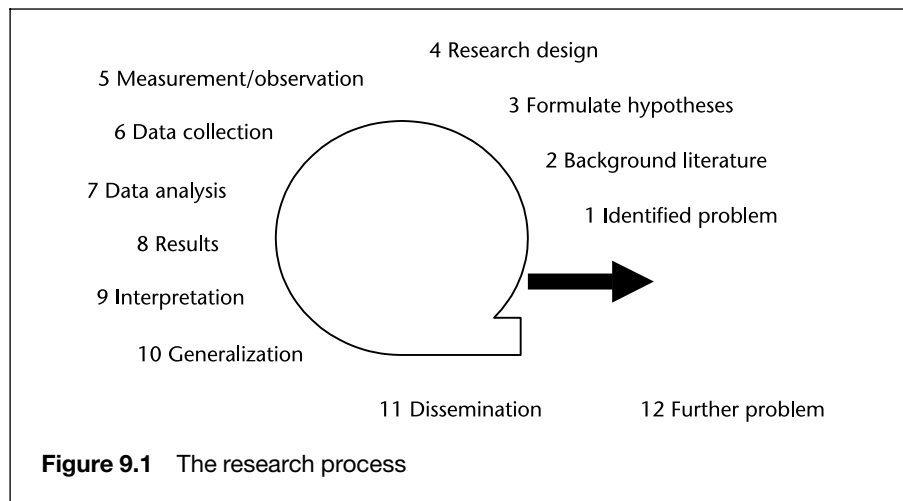 4 Research design
5 Measurement/observation
3 Formulate hypotheses
6 Data collection
2 Background literature
7 Data analysis
1 Identified problem
8 Results
9 Interpretation
10 Generalization
11 Dissemination
12 Further problem
Figure 9.1 The research process